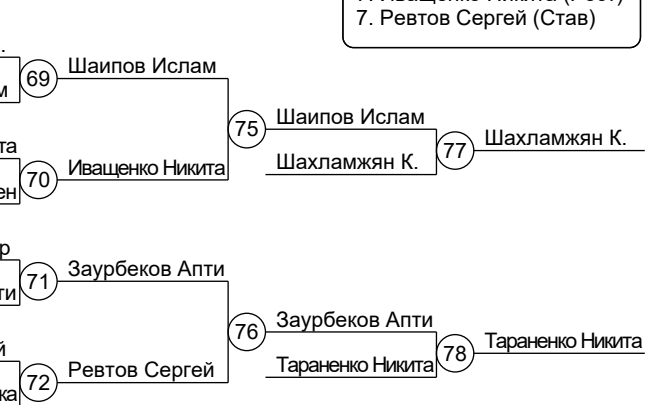 7. Ревтов Сергей (Став)
69 Шаипов Ислам
75 Шаипов Ислам
77 Шахламжян К.
Шахламжян К.
70 Иващенко Никита
71 Заурбеков Апти
76 Заурбеков Апти
78 Тараненко Никита
Тараненко Никита
72 Ревтов Сергей